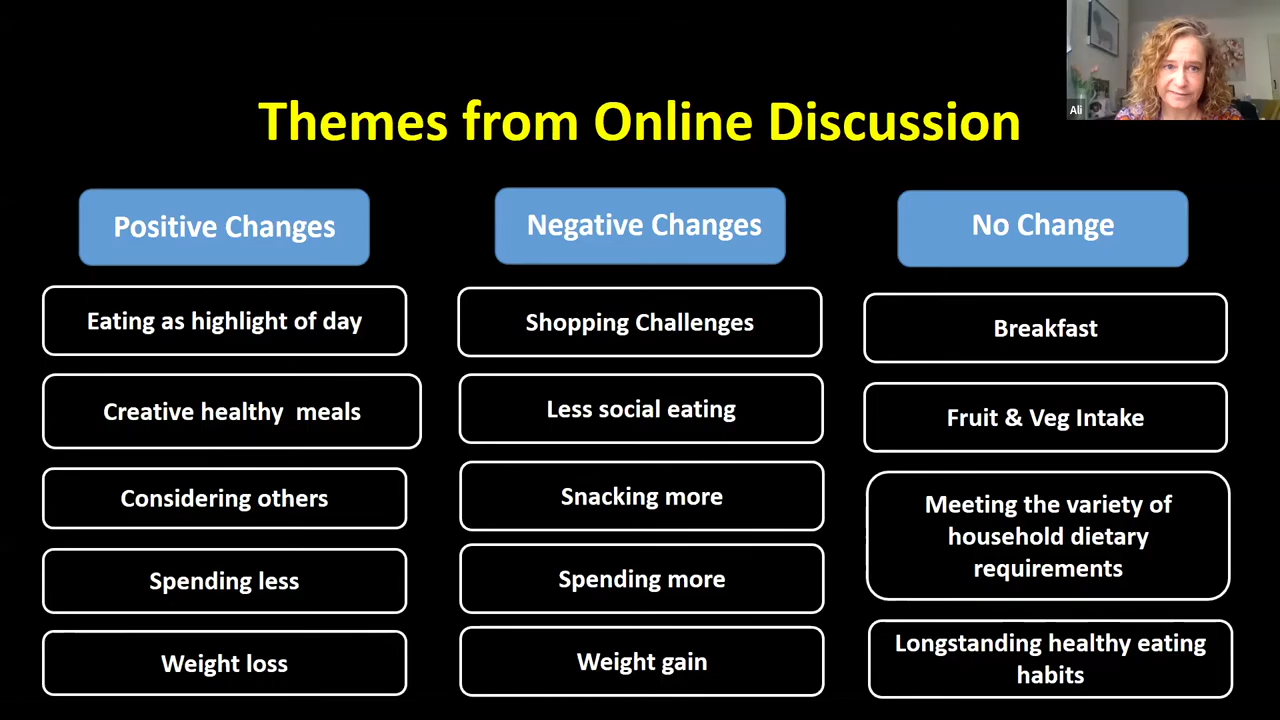 Ali
Themes from Online Discussion
Positive Changes
Eating as highlight of day
Creative healthy  meals
Considering others
Spending less
Weight loss
Negative Changes
Shopping Challenges
Less social eating
Snacking more
Spending more
Weight gain
No Change
Breakfast
Fruit & Veg Intake
Meeting the variety of
household dietary
requirements
Longstanding healthy eating
habits